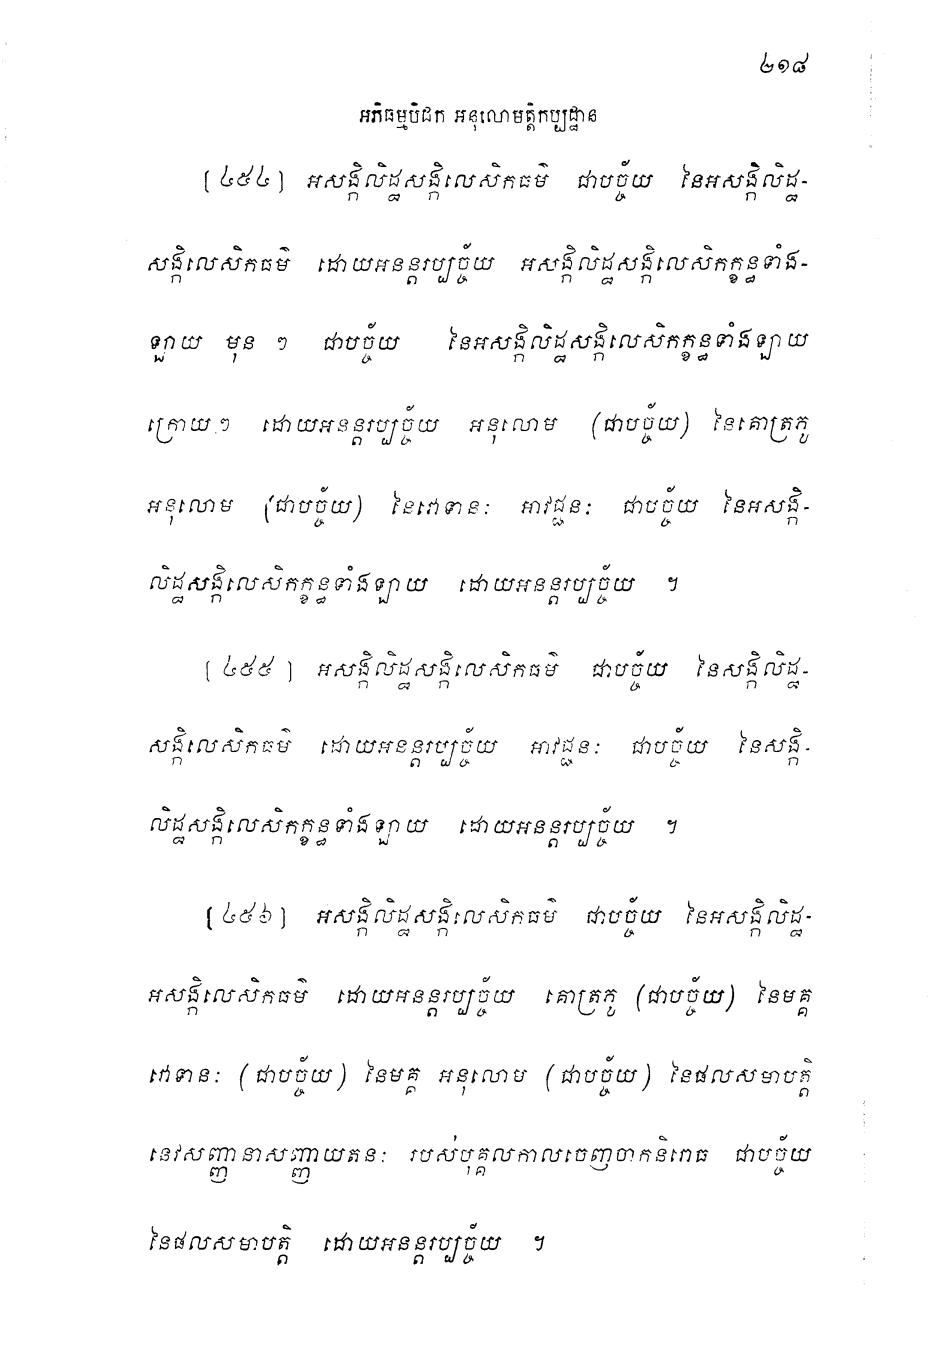 ២១៨
អភិធម្មបិដក អនុលោមត្តិកប្បដ្ឋាន
[៤៥៤] អសង្កិលិដ្ឋសង្កិលេសិកធម៌ ជាបច្ច័យ នៃអសង្កិលិដ្ឋ-
សង្កិលេសិកធម៌ ដោយអនន្តរប្បច្ច័យ អសង្កិលិដ្ឋសង្កិលេសិកក្ខន្ធទាំង-
ឡាយ មុន ៗ ជាបច្ច័យ នៃអសង្កិលិដ្ឋសង្កិលេសិកក្ខន្ធទាំងឡាយ
ក្រោយ ៗ ដោយអនន្តរប្បច្ច័យ អនុលោម (ជាបច្ច័យ) នៃគោត្រភូ
អនុលោម (ជាបច្ច័យ) នៃវោទានៈ អាវជ្ជនៈ ជាបច្ច័យ នៃអសង្កិ-
លិដ្ឋសង្កិលេសិកក្ខន្ធទាំងឡាយ ដោយអនន្តរប្បច្ច័យ ។
[៤៥៥] អសង្កិលិដ្ឋសង្កិលេសិកធម៌ ជាបច្ច័យ នៃសង្កិលិដ្ឋ-
សង្កិលេសិកធម៌ ដោយអនន្តរប្បច្ច័យ អាវជ្ជនៈ ជាបច្ច័យ នៃសង្កិ-
លិដ្ឋសង្កិលេសិកក្ខន្ធទាំងឡាយ ដោយអនន្តរប្បច្ច័យ ។
[៤៥៦] អសង្កិលិដ្ឋសង្កិលេសិកធម៌ ជាបច្ច័យ នៃអសង្កិលិដ្ឋ-
អសង្កិលេសិកធម៌ ដោយអនន្តរប្បច្ច័យ គោត្រភូ (ជាបច្ច័យ) នៃមគ្គ
វោទានៈ (ជាបច្ច័យ) នៃមគ្គ អនុលោម (ជាបច្ច័យ) នៃផលសមាបត្តិ
នេវសញ្ញានាសញ្ញាយតនៈ របស់បុគ្គលកាលចេញចាកនិរោធ ជាបច្ច័យ
នៃផលសមាបត្តិ ដោយអនន្តរប្បច្ច័យ ។